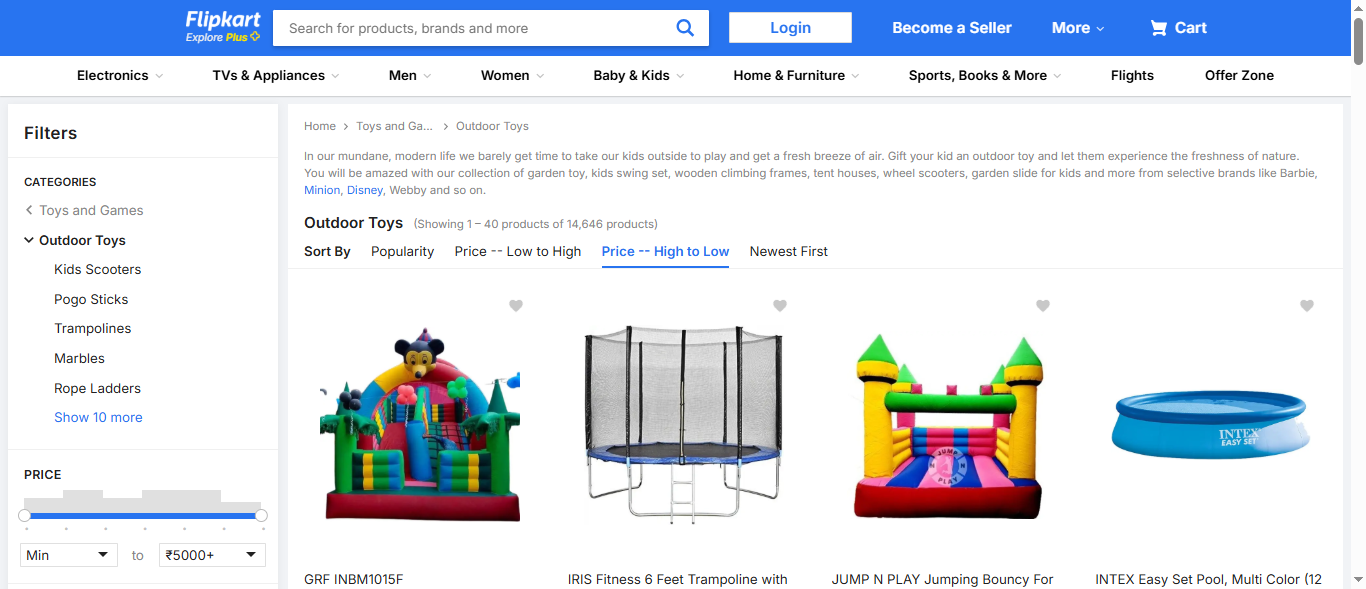 Flipkart
Explore Plus
Search for products, brands and more
Login
Become a Seller
More
Cart
Electronics
TVs & Appliances
Men
Women
Baby & Kids
Home & Furniture
Sports, Books & More
Flights
Offer Zone
Filters
CATEGORIES
Toys and Games
Outdoor Toys
Kids Scooters
Pogo Sticks
Trampolines
Marbles
Rope Ladders
Show 10 more
PRICE
Min
to
₹5000+
Home
Toys and Ga...
Outdoor Toys
In our mundane, modern life we barely get time to take our kids outside to play and get a fresh breeze of air. Gift your kid an outdoor toy and let them experience the freshness of nature.
You will be amazed with our collection of garden toy, kids swing set, wooden climbing frames, tent houses, wheel scooters, garden slide for kids and more from selective brands like Barbie,
Minion, Disney, Webby and so on.
Outdoor Toys (Showing 1 – 40 products of 14,646 products)
Sort By
Popularity
Price -- Low to High
Price -- High to Low
Newest First
JUMP
N N
PLAY
INTEX
EASY SET
GRF INBM1015F
IRIS Fitness 6 Feet Trampoline with
JUMP N PLAY Jumping Bouncy For
INTEX Easy Set Pool, Multi Color (12